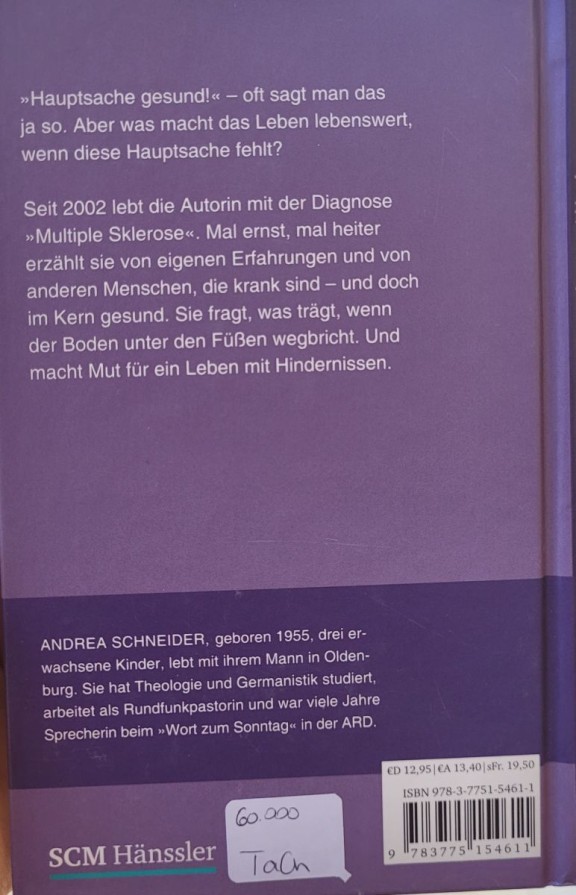 »Hauptsache gesund!« – oft sagt man das
ja so. Aber was macht das Leben lebenswert,
wenn diese Hauptsache fehlt?
Seit 2002 lebt die Autorin mit der Diagnose
»Multiple Sklerose«. Mal ernst, mal heiter
erzählt sie von eigenen Erfahrungen und von
anderen Menschen, die krank sind – und doch
im Kern gesund. Sie fragt, was trägt, wenn
der Boden unter den Füßen wegbricht. Und
macht Mut für ein Leben mit Hindernissen.
ANDREA SCHNEIDER, geboren 1955, drei er-
wachsene Kinder, lebt mit ihrem Mann in Olden-
burg. Sie hat Theologie und Germanistik studiert,
arbeitet als Rundfunkpastorin und war viele Jahre
Sprecherin beim »Wort zum Sonntag« in der ARD.
€D 12,95|€A 13,40|sFr. 19,50
ISBN 978-3-7751-5461-1
9 783775 154611
60.000
SCM Hänssler